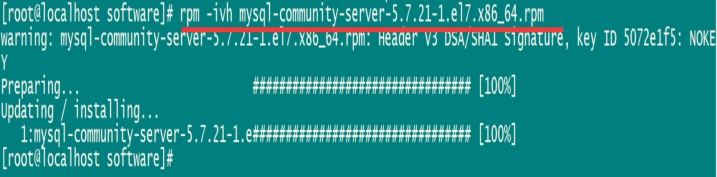 [root@localhost software]# rpm -ivh mysql-community-server-5.7.21-1.el7.x86_64.rpm
warning: mysql-community-server-5.7.21-1.el7.x86_64.rpm: Header V3 DSA/SHA1 Signature, key ID 5072e1f5: NOKE
Y
Preparing... ################################# [100%]
Updating / installing...
1:mysql-community-server-5.7.21-1.e################################# [100%]
[root@localhost software]#